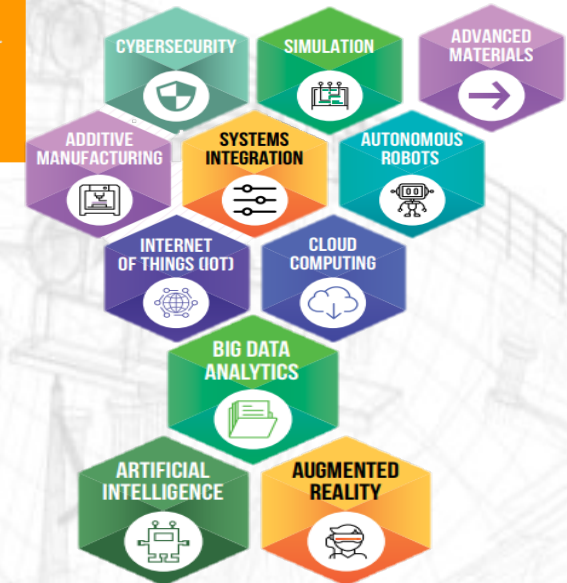 CYBERSECURITY
SIMULATION
ADVANCED
MATERIALS
ADDITIVE
MANUFACTURING
SYSTEMS
INTEGRATION
AUTONOMOUS
ROBOTS
INTERNET
OF THINGS (IOT)
CLOUD
COMPUTING
BIG DATA
ANALYTICS
ARTIFICIAL
INTELLIGENCE
AUGMENTED
REALITY